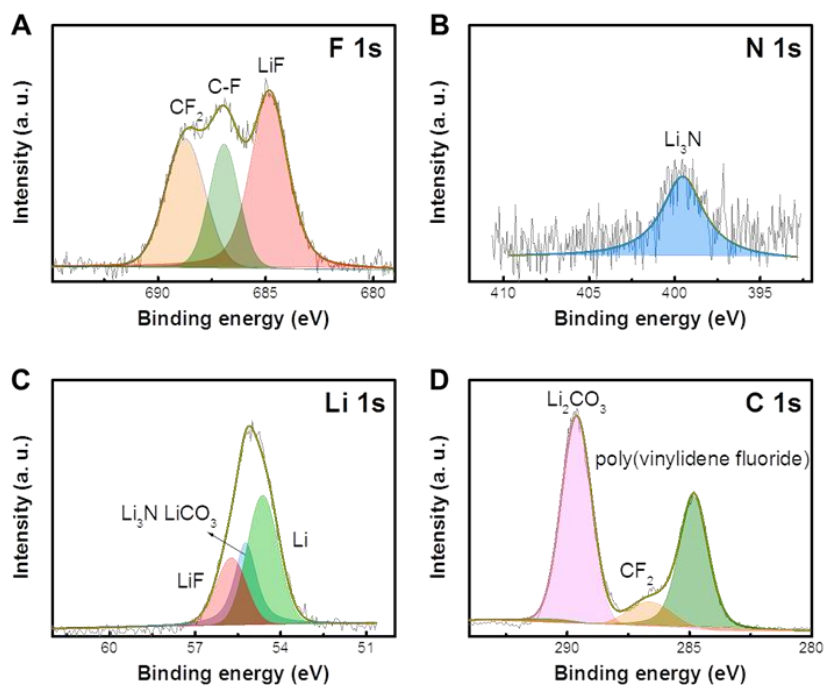 A
F 1s
LiF
C-F
CF₂
Intensity (a. u.)
690
685
680
Binding energy (eV)
B
N 1s
Li₃N
Intensity (a. u.)
410
405
400
395
Binding energy (eV)
C
Li 1s
Li₃N LiCO₃
Li
LiF
Intensity (a. u.)
60
57
54
51
Binding energy (eV)
D
Li₂CO₃
C 1s
poly(vinylidene fluoride)
CF₂
Intensity (a. u.)
290
285
280
Binding energy (eV)